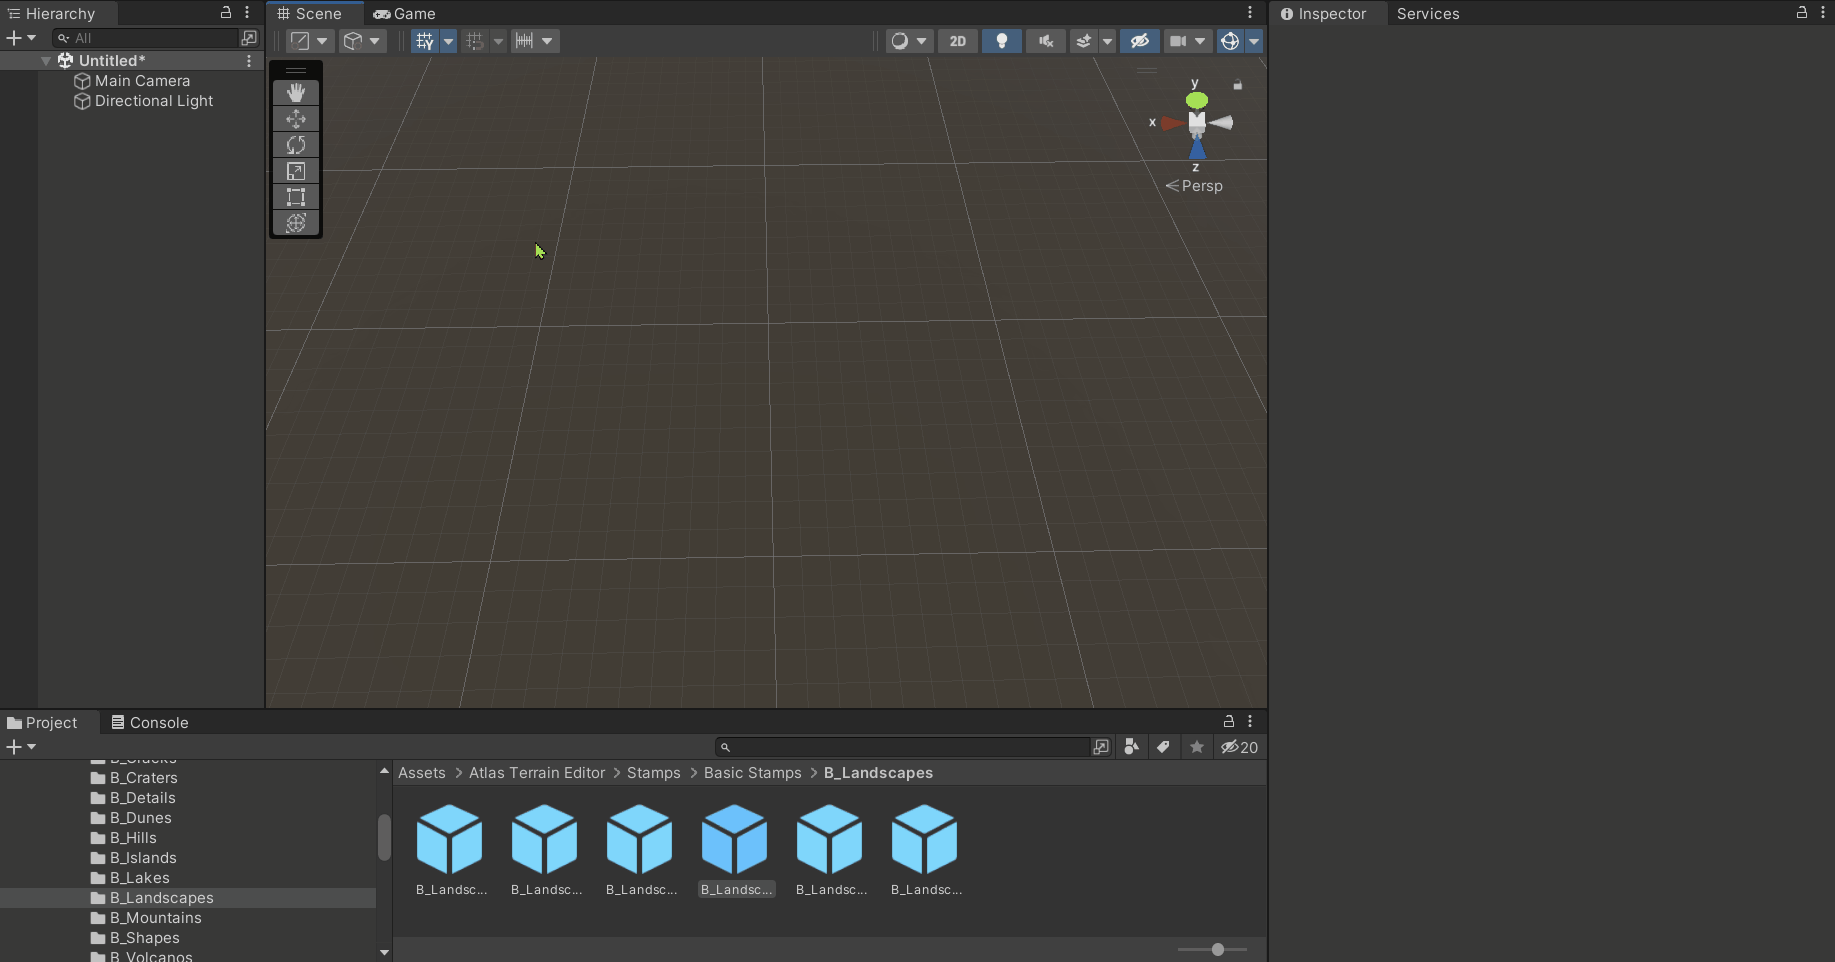 Hierarchy
All
Untitled*
Main Camera
Directional Light
Scene
Game
2D
y
x
z
Persp
Inspector
Services
Project
Console
20
B_Cracks
B_Craters
B_Details
B_Dunes
B_Hills
B_Islands
B_Lakes
B_Landscapes
B_Mountains
B_Shapes
B_Volcanos
Assets > Atlas Terrain Editor > Stamps > Basic Stamps > B_Landscapes
B_Landsc...
B_Landsc...
B_Landsc...
B_Landsc...
B_Landsc...
B_Landsc...